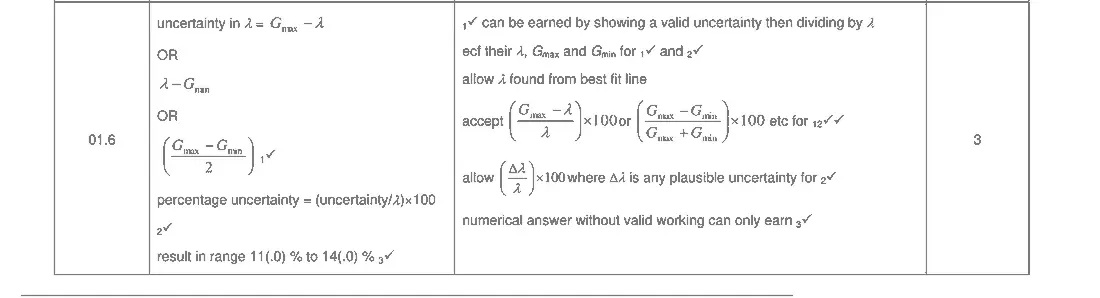 01.6
uncertainty in λ = G_max − λ
OR
λ − G_min
OR
((G_max − G_min)/2) ₁✓
percentage uncertainty = (uncertainty/λ)×100
₂✓
result in range 11(.0) % to 14(.0) % ₃✓
₁✓ can be earned by showing a valid uncertainty then dividing by λ
ecf their λ, G_max and G_min for ₁✓ and ₂✓
allow λ found from best fit line
accept ((G_max − λ)/λ)×100 or ((G_max − G_min)/(G_max + G_min))×100 etc for ₁₂✓✓
allow (Δλ/λ)×100 where Δλ is any plausible uncertainty for ₂✓
numerical answer without valid working can only earn ₃✓
3